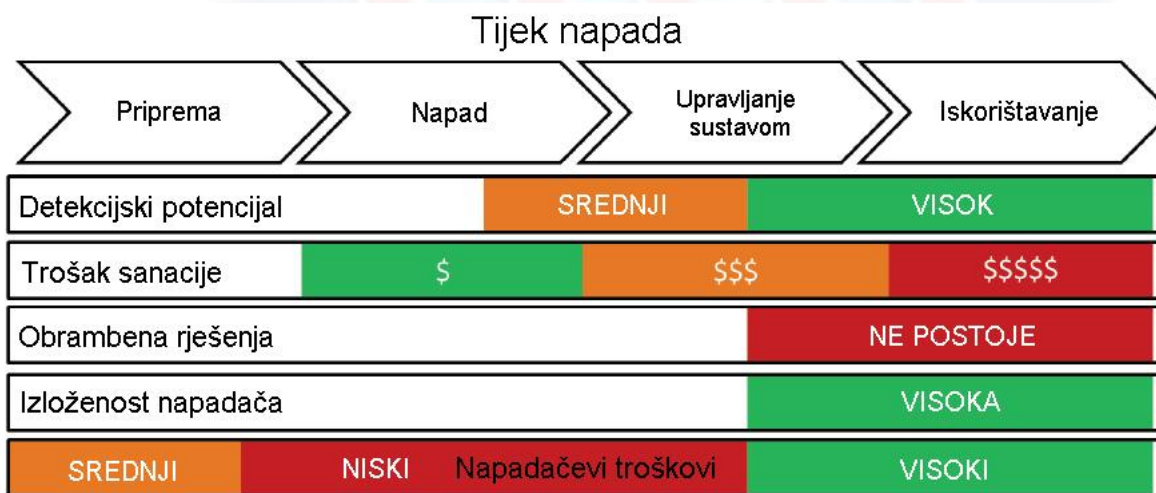 Tijek napada
Priprema
Napad
Upravljanje
sustavom
Iskorištavanje
Detekcijski potencijal SREDNJI VISOK
Trošak sanacije $ $$$ $$$$$
Obrambena rješenja NE POSTOJE
Izloženost napadača VISOKA
SREDNJI NISKI Napadačevi troškovi VISOKI